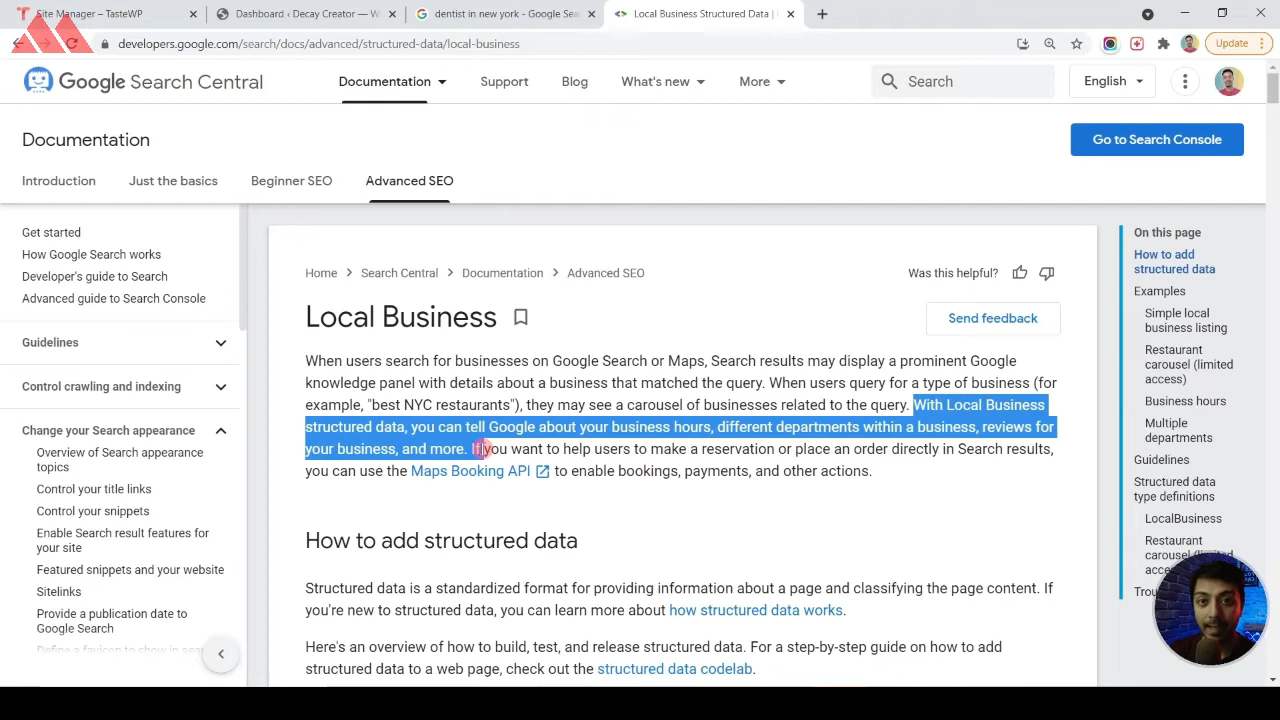 Site Manager - TasteWP
Dashboard ‹ Decay Creator — W
dentist in new york - Google Sea
Local Business Structured Data |
developers.google.com/search/docs/advanced/structured-data/local-business
Update
Google Search Central
Documentation
Support
Blog
What's new
More
Search
English
Documentation
Go to Search Console
Introduction
Just the basics
Beginner SEO
Advanced SEO
Get started
How Google Search works
Developer's guide to Search
Advanced guide to Search Console
Guidelines
Control crawling and indexing
Change your Search appearance
Overview of Search appearance
topics
Control your title links
Control your snippets
Enable Search result features for
your site
Featured snippets and your website
Sitelinks
Provide a publication date to
Google Search
Define a favicon to show in
Home > Search Central > Documentation > Advanced SEO
Was this helpful?
Local Business
Send feedback
When users search for businesses on Google Search or Maps, Search results may display a prominent Google
knowledge panel with details about a business that matched the query. When users query for a type of business (for
example, "best NYC restaurants"), they may see a carousel of businesses related to the query. With Local Business
structured data, you can tell Google about your business hours, different departments within a business, reviews for
your business, and more. If you want to help users to make a reservation or place an order directly in Search results,
you can use the Maps Booking API to enable bookings, payments, and other actions.
How to add structured data
Structured data is a standardized format for providing information about a page and classifying the page content. If
you're new to structured data, you can learn more about how structured data works.
Here's an overview of how to build, test, and release structured data. For a step-by-step guide on how to add
structured data to a web page, check out the structured data codelab.
On this page
How to add
structured data
Examples
Simple local
business listing
Restaurant
carousel (limited
access)
Business hours
Multiple
departments
Guidelines
Structured data
type definitions
LocalBusiness
Restaurant
carousel (limited